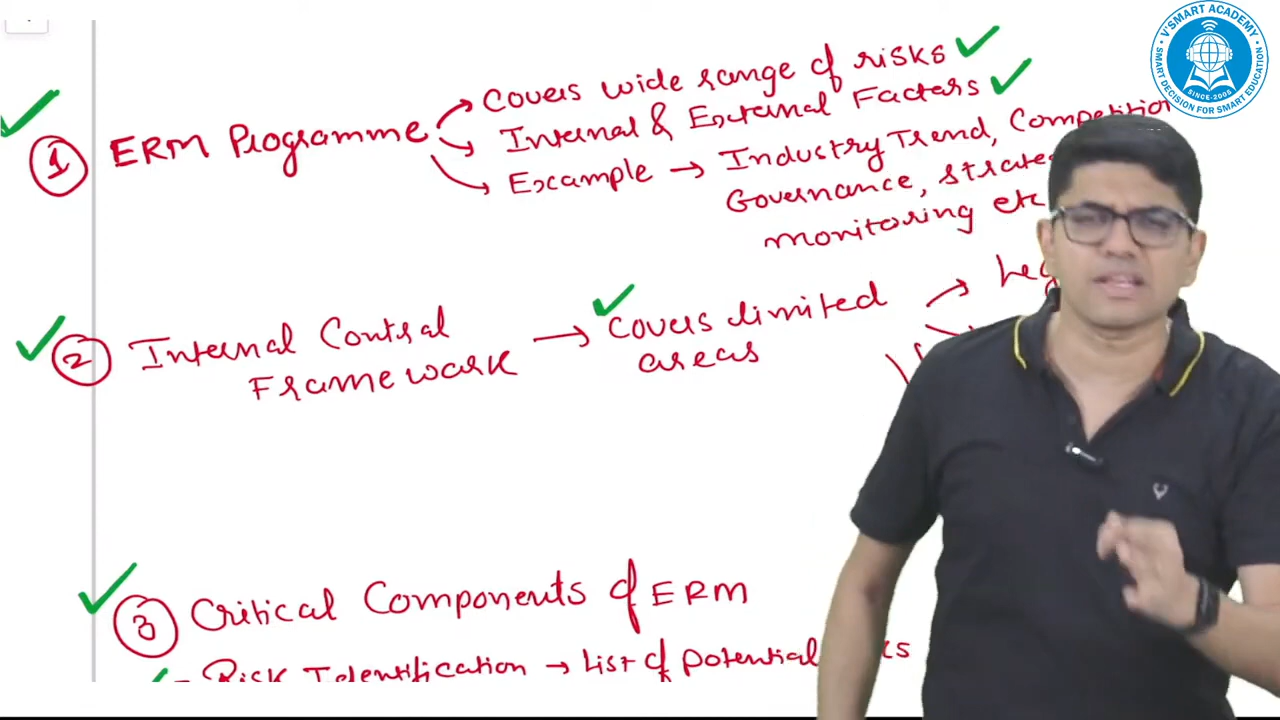 V'SMART ACADEMY
SMART DECISION FOR SMART EDUCATION
SINCE-2005
① ERM Programme
Covers wide range of risks
Internal & External Factors
Example → Industry Trend, Competition
Governance,
monitoring etc
② Internal Control
Framework → Covers limited
areas
③ Critical Components of ERM
- Risk Identification → List of potential